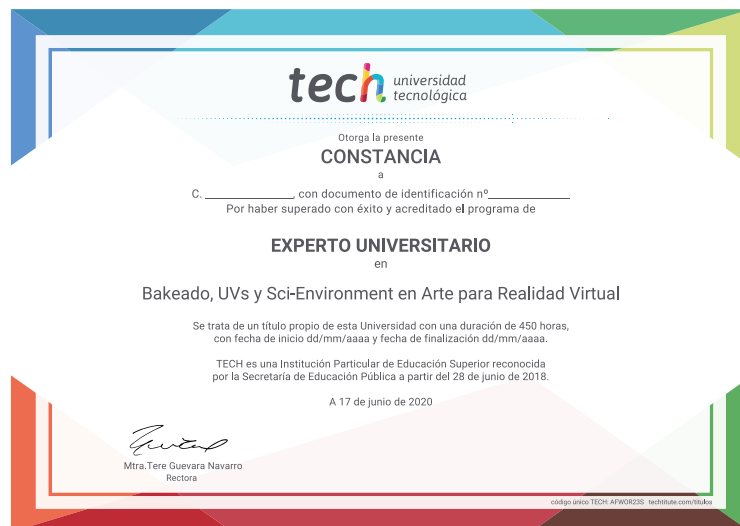 tech universidad
tecnológica
Otorga la presente
CONSTANCIA
a
C. ________________, con documento de identificación nº______________
Por haber superado con éxito y acreditado el programa de
EXPERTO UNIVERSITARIO
en
Bakeado, UVs y Sci-Environment en Arte para Realidad Virtual
Se trata de un título propio de esta Universidad con una duración de 450 horas,
con fecha de inicio dd/mm/aaaa y fecha de finalización dd/mm/aaaa.
TECH es una Institución Particular de Educación Superior reconocida
por la Secretaría de Educación Pública a partir del 28 de junio de 2018.
A 17 de junio de 2020
Mtra.Tere Guevara Navarro
Rectora
código único TECH: AFWOR23S techtitute.com/titulos